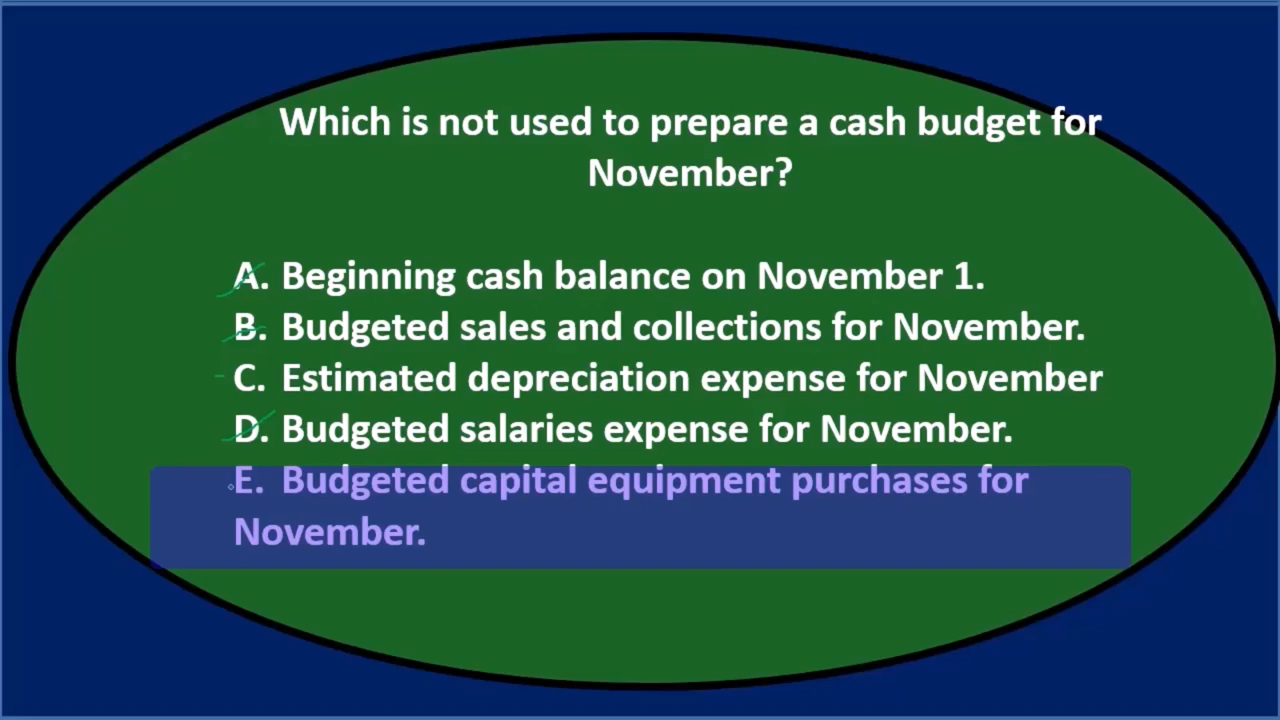 Which is not used to prepare a cash budget for
November?
A. Beginning cash balance on November 1.
B. Budgeted sales and collections for November.
C. Estimated depreciation expense for November
D. Budgeted salaries expense for November.
E. Budgeted capital equipment purchases for
November.